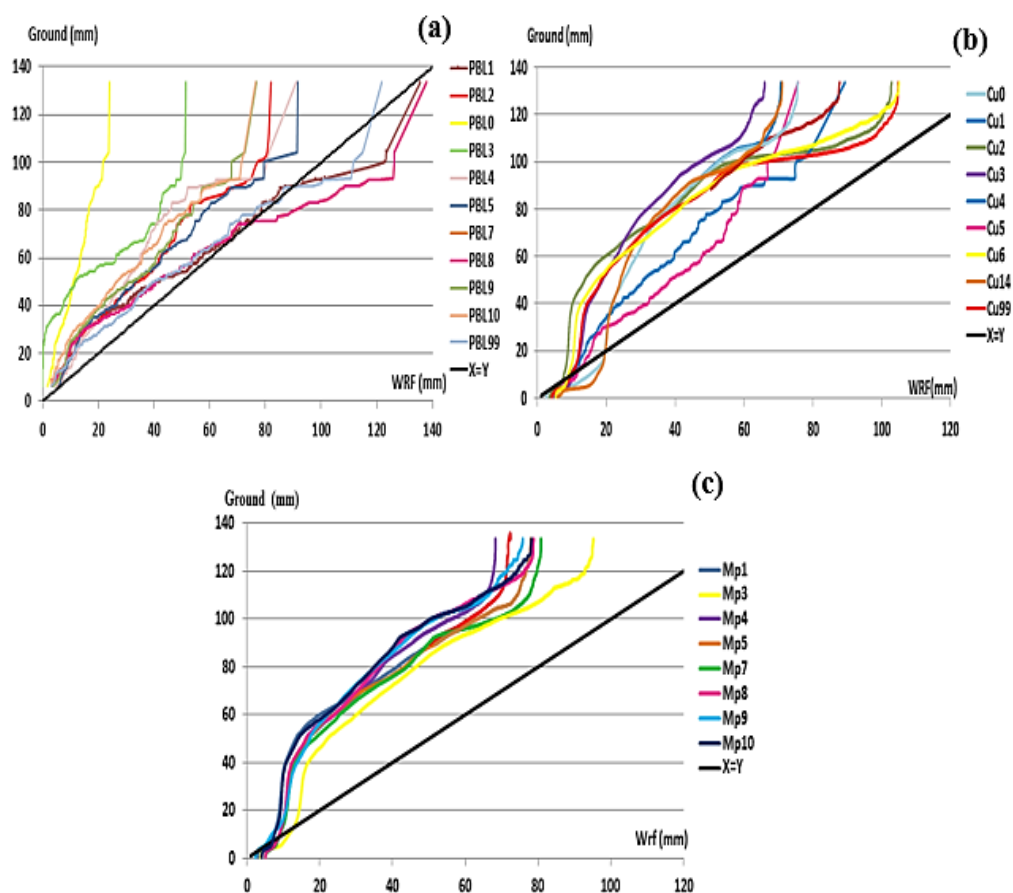 Ground (mm)
(a)
140
120
100
80
60
40
20
0
0 20 40 60 80 100 120 140
WRF (mm)
PBL1
PBL2
PBL0
PBL3
PBL4
PBL5
PBL7
PBL8
PBL9
PBL10
PBL99
X=Y
Ground (mm)
(b)
140
120
100
80
60
40
20
0
0 20 40 60 80 100 120
WRF(mm)
Cu0
Cu1
Cu2
Cu3
Cu4
Cu5
Cu6
Cu14
Cu99
X=Y
Ground (mm)
(c)
140
120
100
80
60
40
20
0
0 20 40 60 80 100 120
Wrf (mm)
Mp1
Mp3
Mp4
Mp5
Mp7
Mp8
Mp9
Mp10
X=Y